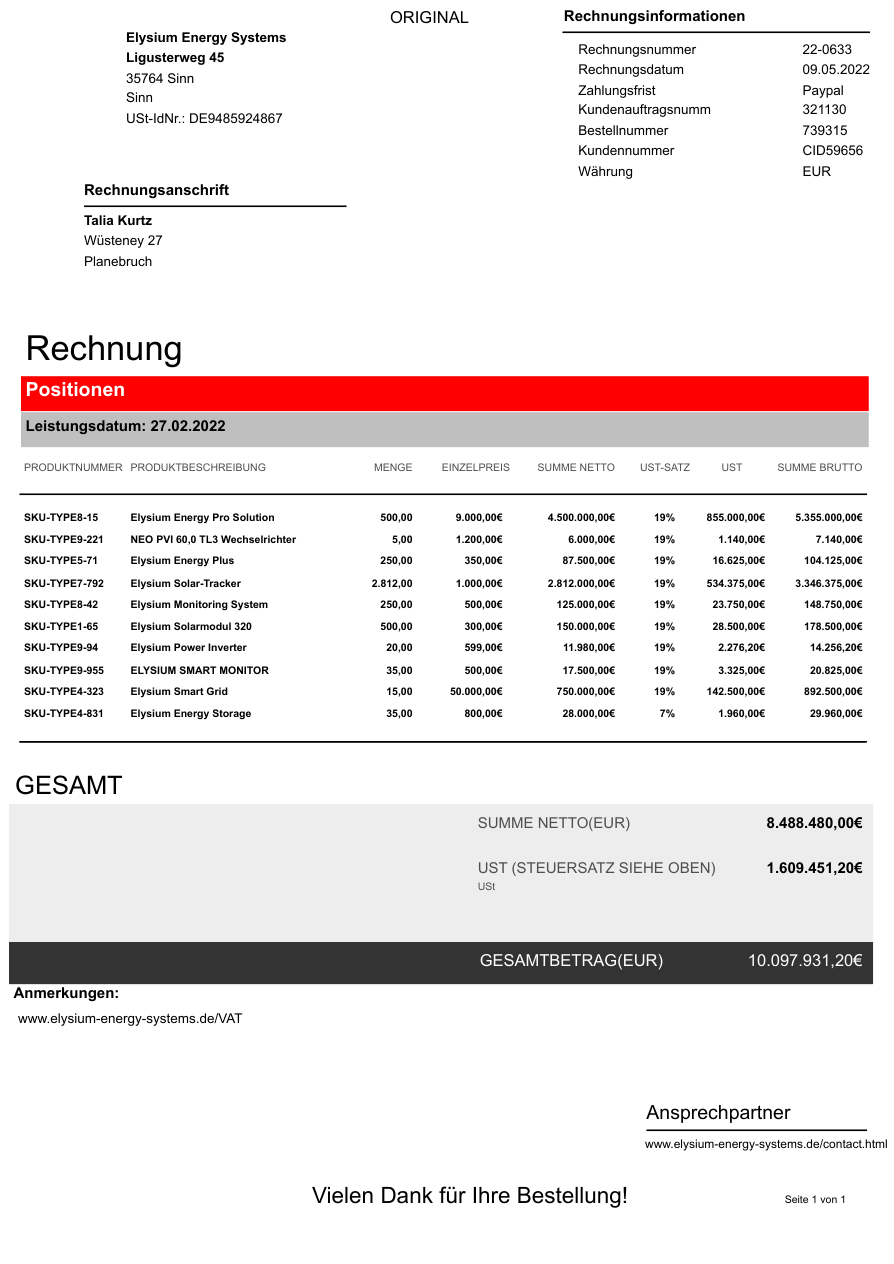 ORIGINAL
Elysium Energy Systems
Ligusterweg 45
35764 Sinn
Sinn
USt-IdNr.: DE9485924867
Rechnungsinformationen
Rechnungsnummer 22-0633
Rechnungsdatum 09.05.2022
Zahlungsfrist Paypal
Kundenauftragsnumm 321130
Bestellnummer 739315
Kundennummer CID59656
Währung EUR
Rechnungsanschrift
Talia Kurtz
Wüsteney 27
Planebruch
Rechnung
Positionen
Leistungsdatum: 27.02.2022
PRODUKTNUMMER PRODUKTBESCHREIBUNG MENGE EINZELPREIS SUMME NETTO UST-SATZ UST SUMME BRUTTO
SKU-TYPE8-15 Elysium Energy Pro Solution 500,00 9.000,00€ 4.500.000,00€ 19% 855.000,00€ 5.355.000,00€
SKU-TYPE9-221 NEO PVI 60,0 TL3 Wechselrichter 5,00 1.200,00€ 6.000,00€ 19% 1.140,00€ 7.140,00€
SKU-TYPE5-71 Elysium Energy Plus 250,00 350,00€ 87.500,00€ 19% 16.625,00€ 104.125,00€
SKU-TYPE7-792 Elysium Solar-Tracker 2.812,00 1.000,00€ 2.812.000,00€ 19% 534.375,00€ 3.346.375,00€
SKU-TYPE8-42 Elysium Monitoring System 250,00 500,00€ 125.000,00€ 19% 23.750,00€ 148.750,00€
SKU-TYPE1-65 Elysium Solarmodul 320 500,00 300,00€ 150.000,00€ 19% 28.500,00€ 178.500,00€
SKU-TYPE9-94 Elysium Power Inverter 20,00 599,00€ 11.980,00€ 19% 2.276,20€ 14.256,20€
SKU-TYPE9-955 ELYSIUM SMART MONITOR 35,00 500,00€ 17.500,00€ 19% 3.325,00€ 20.825,00€
SKU-TYPE4-323 Elysium Smart Grid 15,00 50.000,00€ 750.000,00€ 19% 142.500,00€ 892.500,00€
SKU-TYPE4-831 Elysium Energy Storage 35,00 800,00€ 28.000,00€ 7% 1.960,00€ 29.960,00€
GESAMT
SUMME NETTO(EUR) 8.488.480,00€
UST (STEUERSATZ SIEHE OBEN) 1.609.451,20€
USt
GESAMTBETRAG(EUR) 10.097.931,20€
Anmerkungen:
www.elysium-energy-systems.de/VAT
Ansprechpartner
www.elysium-energy-systems.de/contact.html
Vielen Dank für Ihre Bestellung!
Seite 1 von 1